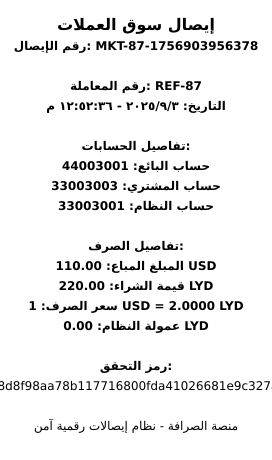 إيصال سوق العملات
رقم الإيصال: MKT-87-1756903956378
رقم المعاملة: REF-87
التاريخ: ٢٠٢٥/٩/٣ - ١٢:٥٢:٣٦ م
تفاصيل الحسابات:
حساب البائع: 44003001
حساب المشتري: 33003003
حساب النظام: 33003001
تفاصيل الصرف:
المبلغ المباع: 110.00 USD
قيمة الشراء: 220.00 LYD
سعر الصرف: 1 USD = 2.0000 LYD
عمولة النظام: 0.00 LYD
رمز التحقق:
8d8f98aa78b117716800fda41026681e9c327
منصة الصرافة - نظام إيصالات رقمية آمن